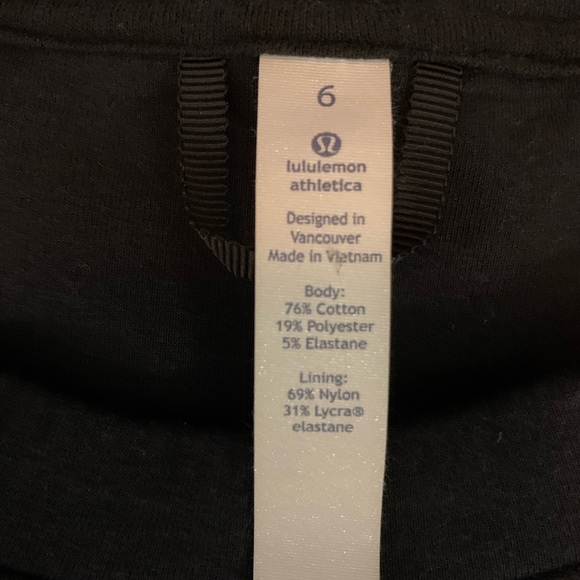 6
lululemon
athletica
Designed in
Vancouver
Made in Vietnam
Body:
76% Cotton
19% Polyester
5% Elastane
Lining:
69% Nylon
31% Lycra®
elastane